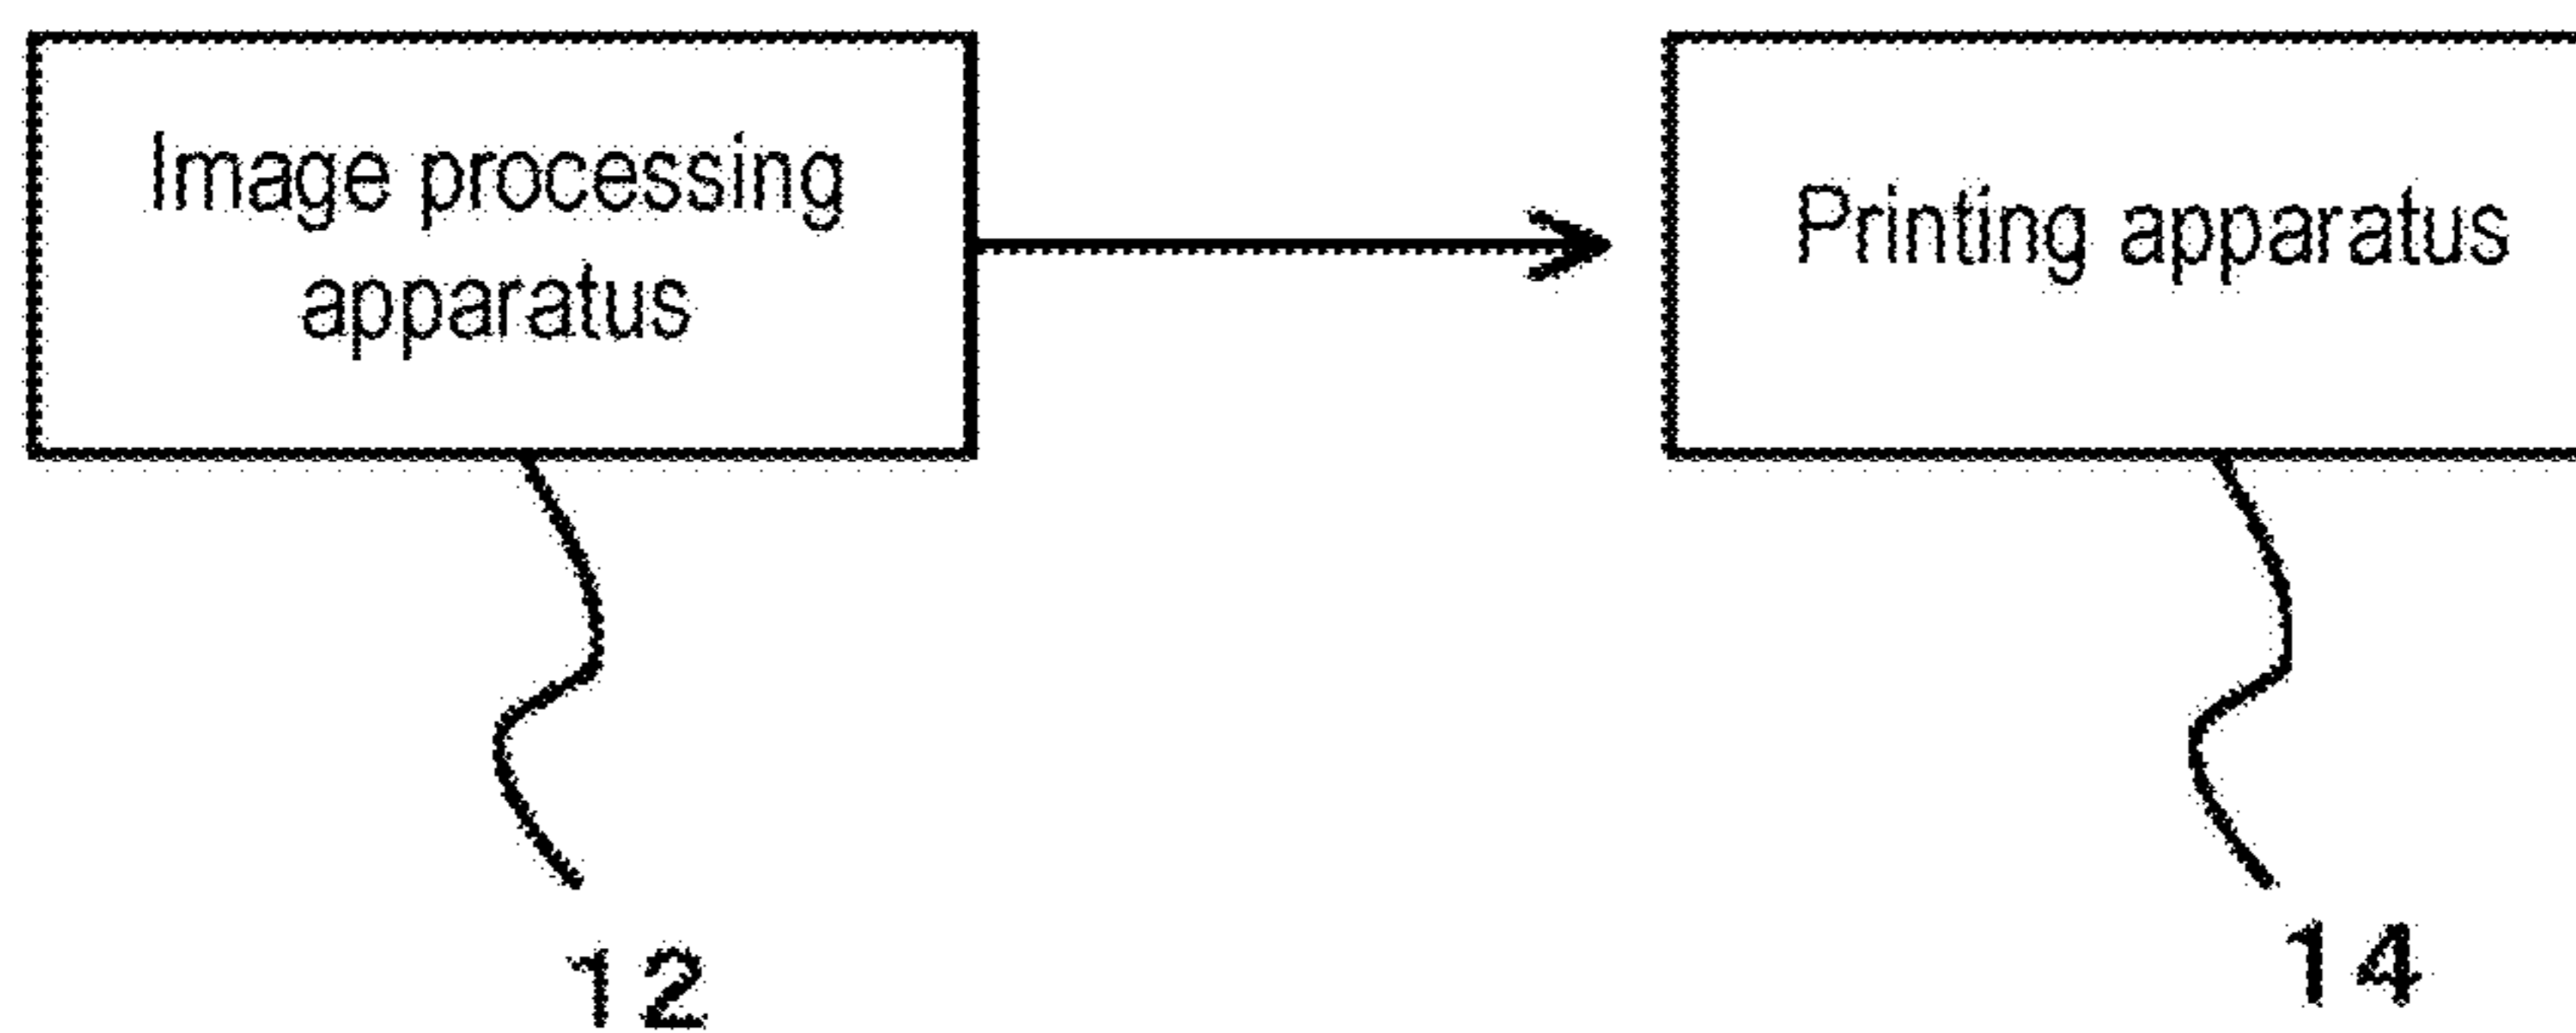 Image processing
apparatus
Printing apparatus
12
14